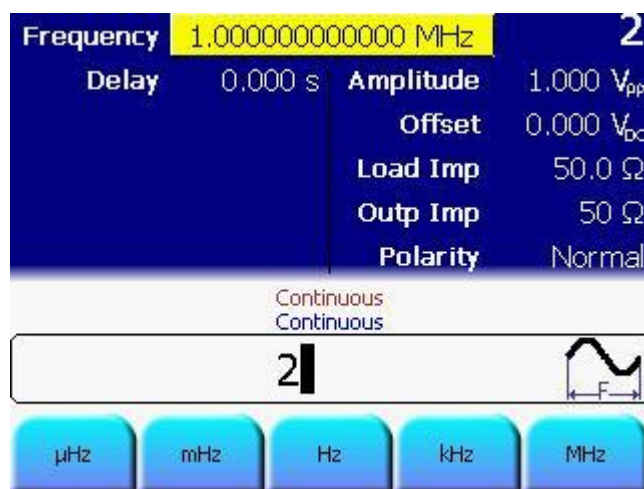 Frequency 1.000000000000 MHz 2
Delay 0.000 s Amplitude 1.000 Vpp
Offset 0.000 VDC
Load Imp 50.0 Ω
Outp Imp 50 Ω
Polarity Normal
Continuous
Continuous
2
F
µHz mHz Hz kHz MHz